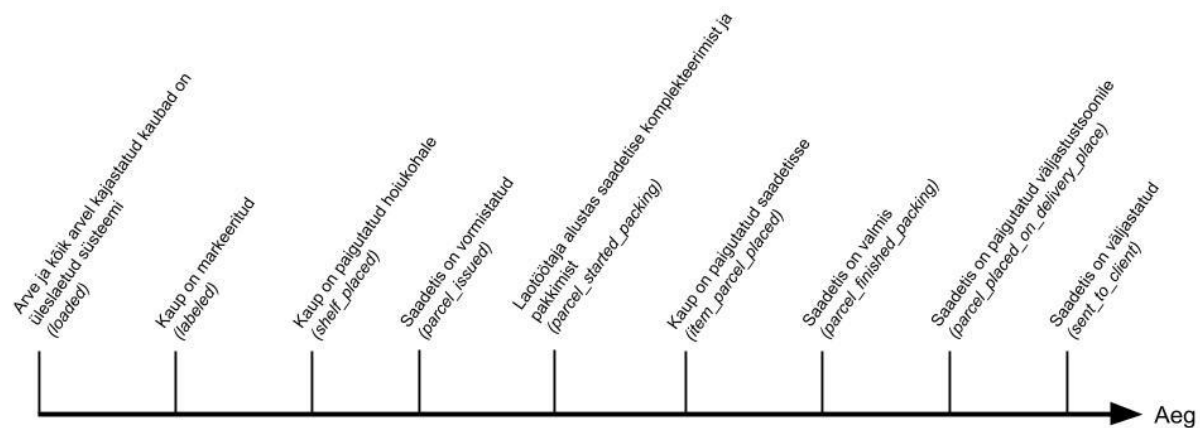 Arve ja kõik arvel kajastatud kaubad on
üleslaetud süsteemi
(loaded)
Kaup on markeeritud
(labeled)
Kaup on paigutatud hoiukohale
(shelf_placed)
Saadetis on vormistatud
(parcel_issued)
Laotöötaja alustas saadetise komplekteerimist ja
pakkimist
(parcel_started_packing)
Kaup on paigutatud saadetisse
(item_parcel_placed)
Saadetis on valmis
(parcel_finished_packing)
Saadetis on paigutatud väljastustsoonile
(parcel_placed_on_delivery_place)
Saadetis on väljastatud
(sent_to_client)
Aeg